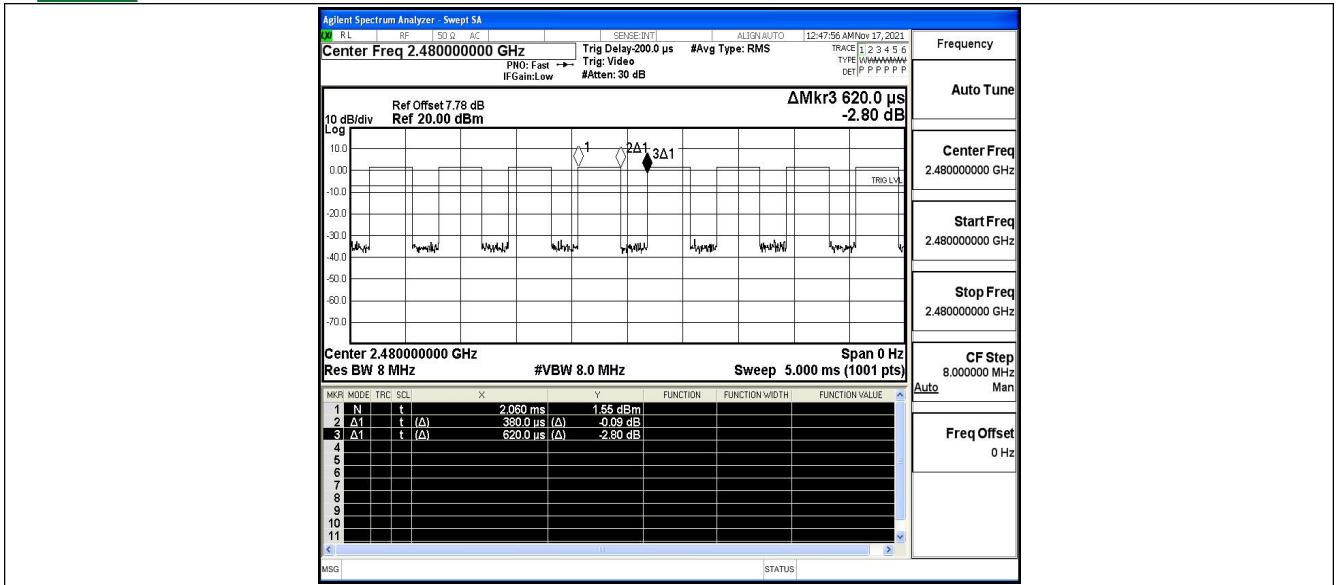 Agilent Spectrum Analyzer - Swept SA
LXI RL RF 50 Ω AC SENSE:INT ALIGN AUTO 12:47:56 AM Nov 17, 2021
Center Freq 2.480000000 GHz
PNO: Fast
IFGain:Low
Trig Delay-200.0 µs
Trig: Video
#Atten: 30 dB
#Avg Type: RMS
TRACE 1 2 3 4 5 6
TYPE WWWWWW
DET P P P P P P
ΔMkr3 620.0 µs
-2.80 dB
Ref Offset 7.78 dB
10 dB/div Ref 20.00 dBm
Log
1 2Δ1 3Δ1
10.0
0.00
TRIG LVL
-10.0
-20.0
-30.0
-40.0
-50.0
-60.0
-70.0
Center 2.480000000 GHz Span 0 Hz
Res BW 8 MHz #VBW 8.0 MHz Sweep 5.000 ms (1001 pts)
MKR MODE TRC SCL X Y FUNCTION FUNCTION WIDTH FUNCTION VALUE
1 N t 2.060 ms 1.55 dBm
2 Δ1 t (Δ) 380.0 µs (Δ) -0.09 dB
3 Δ1 t (Δ) 620.0 µs (Δ) -2.80 dB
4
5
6
7
8
9
10
11
MSG STATUS
Frequency
Auto Tune
Center Freq
2.480000000 GHz
Start Freq
2.480000000 GHz
Stop Freq
2.480000000 GHz
CF Step
8.000000 MHz
Auto Man
Freq Offset
0 Hz